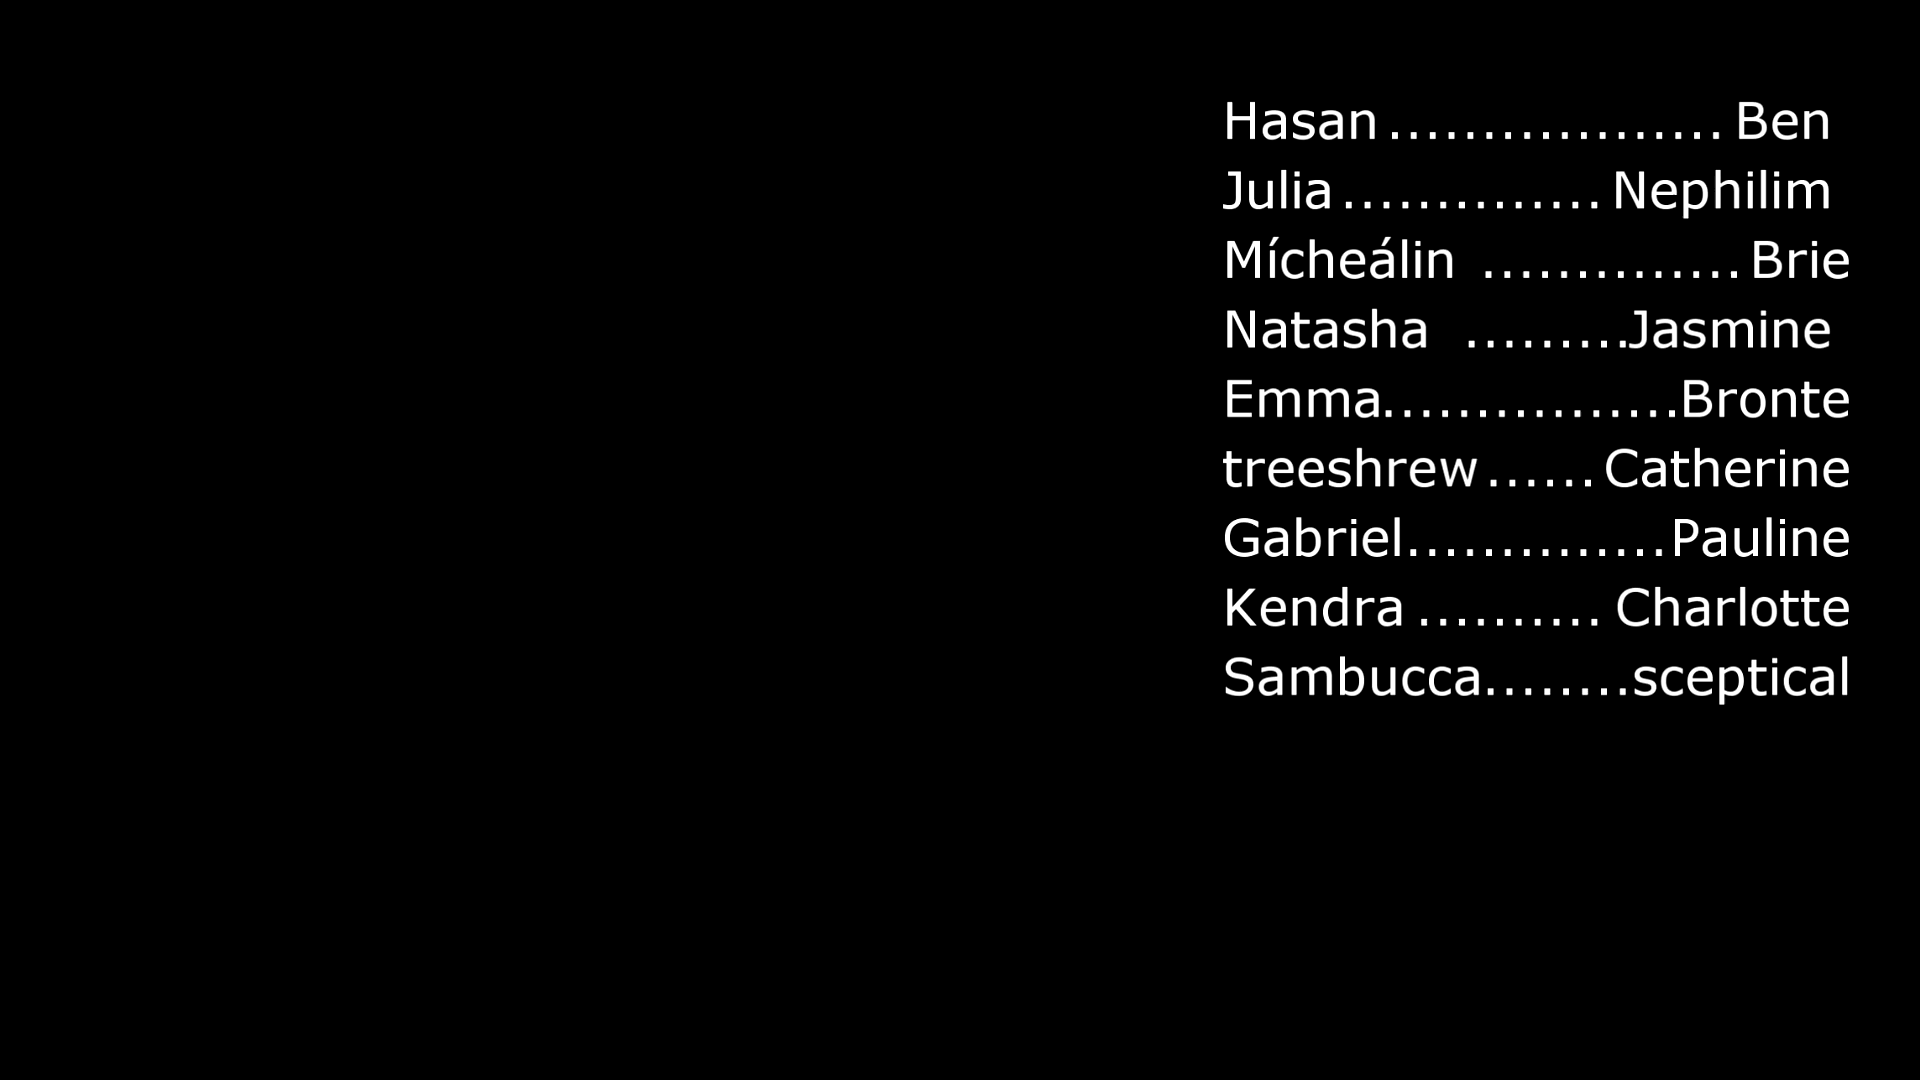 Hasan .................. Ben
Julia .............. Nephilim
Mícheálin .............. Brie
Natasha .........Jasmine
Emma................Bronte
treeshrew ...... Catherine
Gabriel..............Pauline
Kendra .......... Charlotte
Sambucca........sceptical